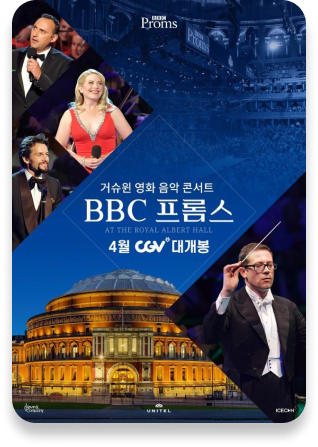 BBC
Proms
거슈윈 영화 음악 콘서트
BBC 프롬스
AT THE ROYAL ALBERT HALL
4월 CGV 대개봉
UNITEL
ICECON